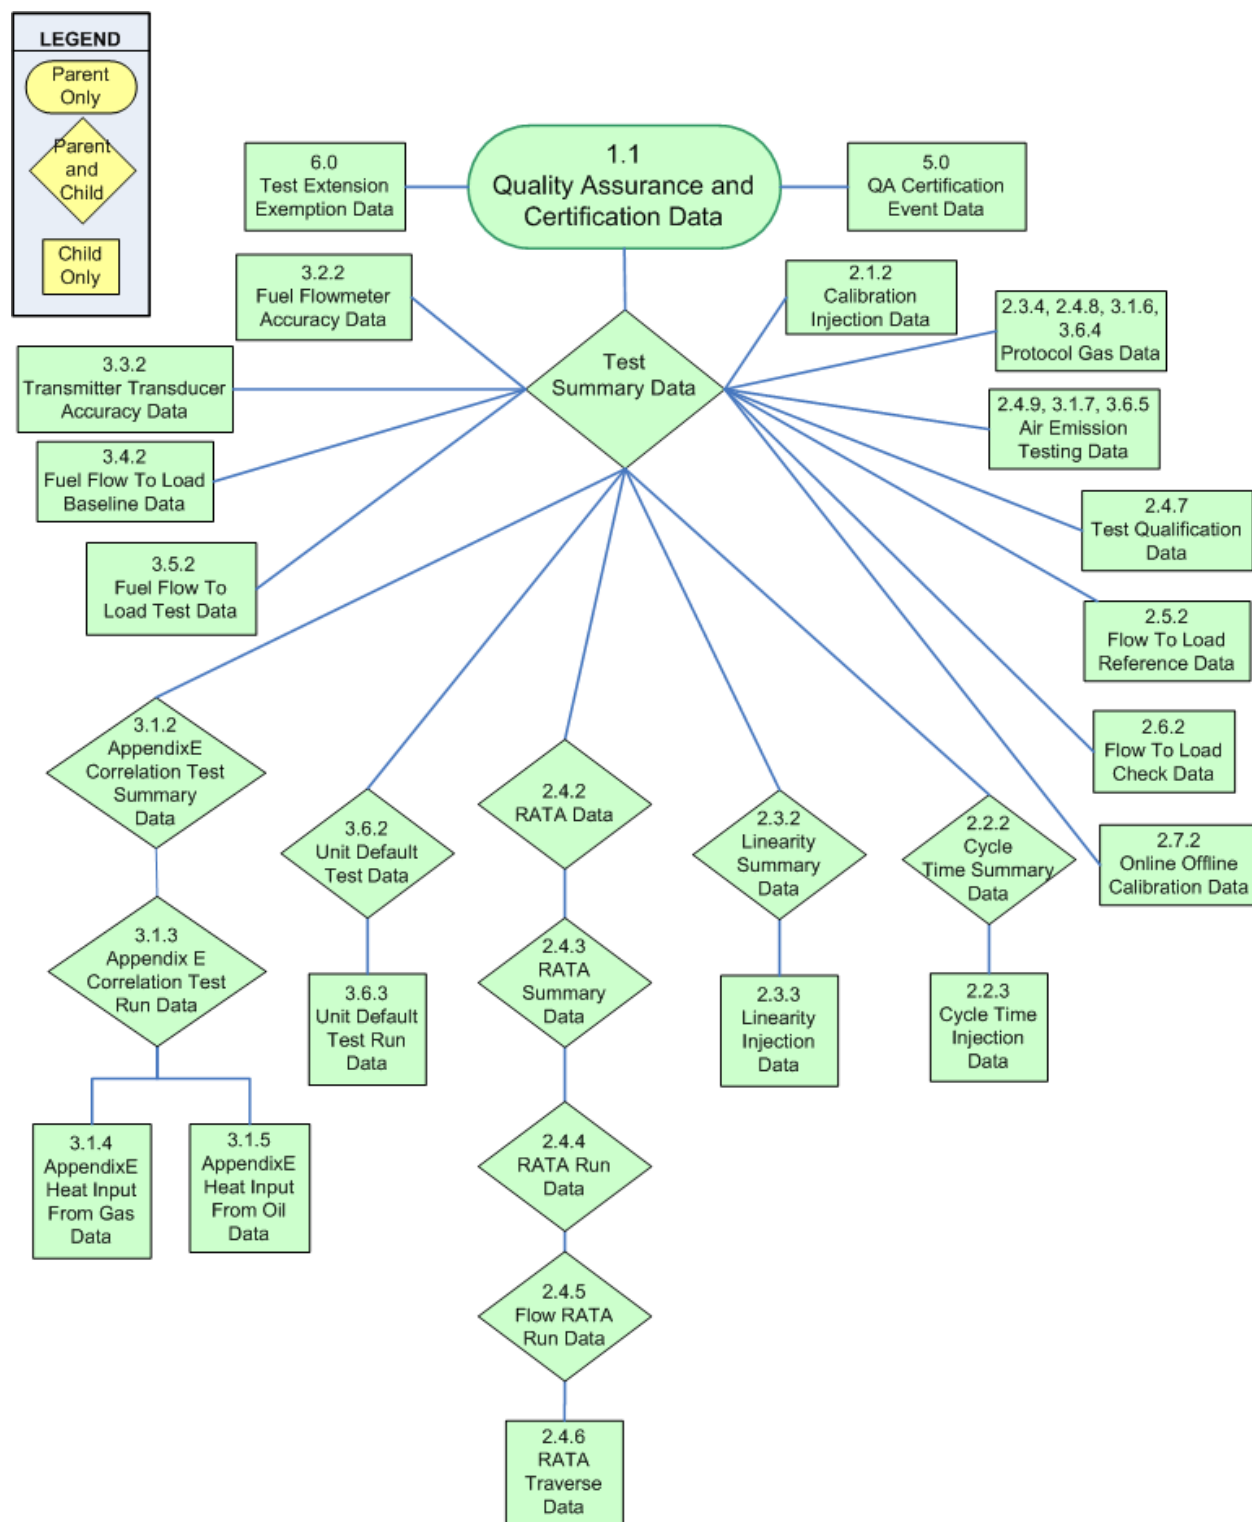 LEGEND
Parent
Only
Parent
and
Child
Child
Only
6.0
Test Extension
Exemption Data
1.1
Quality Assurance and
Certification Data
5.0
QA Certification
Event Data
3.2.2
Fuel Flowmeter
Accuracy Data
2.1.2
Calibration
Injection Data
2.3.4, 2.4.8, 3.1.6,
3.6.4
Protocol Gas Data
3.3.2
Transmitter Transducer
Accuracy Data
Test
Summary Data
2.4.9, 3.1.7, 3.6.5
Air Emission
Testing Data
3.4.2
Fuel Flow To Load
Baseline Data
2.4.7
Test Qualification
Data
3.5.2
Fuel Flow To
Load Test Data
2.5.2
Flow To Load
Reference Data
3.1.2
AppendixE
Correlation Test
Summary
Data
2.6.2
Flow To Load
Check Data
3.6.2
Unit Default
Test Data
2.4.2
RATA Data
2.3.2
Linearity
Summary
Data
2.2.2
Cycle
Time Summary
Data
2.7.2
Online Offline
Calibration Data
3.1.3
Appendix E
Correlation Test
Run Data
3.6.3
Unit Default
Test Run
Data
2.4.3
RATA
Summary
Data
2.3.3
Linearity
Injection
Data
2.2.3
Cycle Time
Injection
Data
3.1.4
AppendixE
Heat Input
From Gas
Data
3.1.5
AppendixE
Heat Input
From Oil
Data
2.4.4
RATA Run
Data
2.4.5
Flow RATA
Run Data
2.4.6
RATA
Traverse
Data